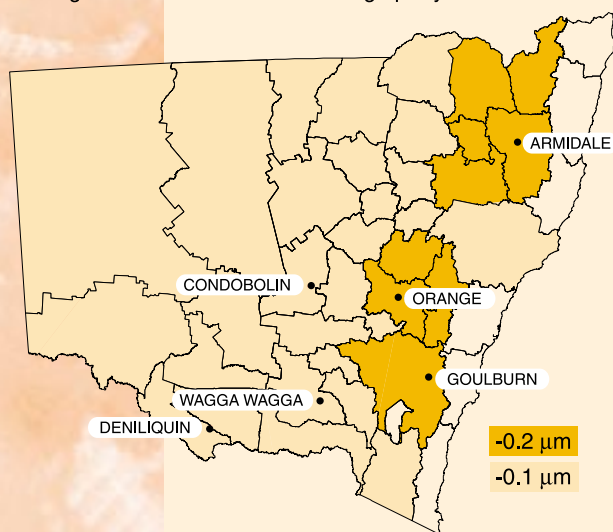 ARMIDALE
CONDOBOLIN
ORANGE
GOULBURN
WAGGA WAGGA
DENILIQUIN
-0.2 µm
-0.1 µm